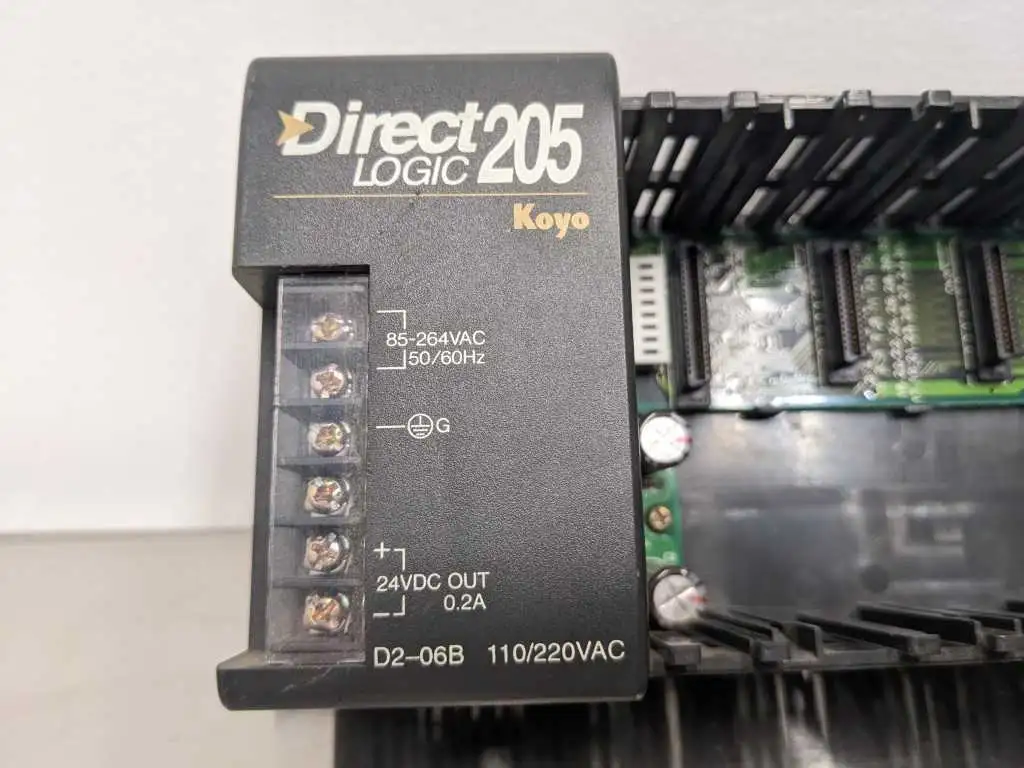 Direct
LOGIC 205
Koyo
85-264VAC
50/60Hz
G
+
24VDC OUT
0.2A
-
D2-06B 110/220VAC